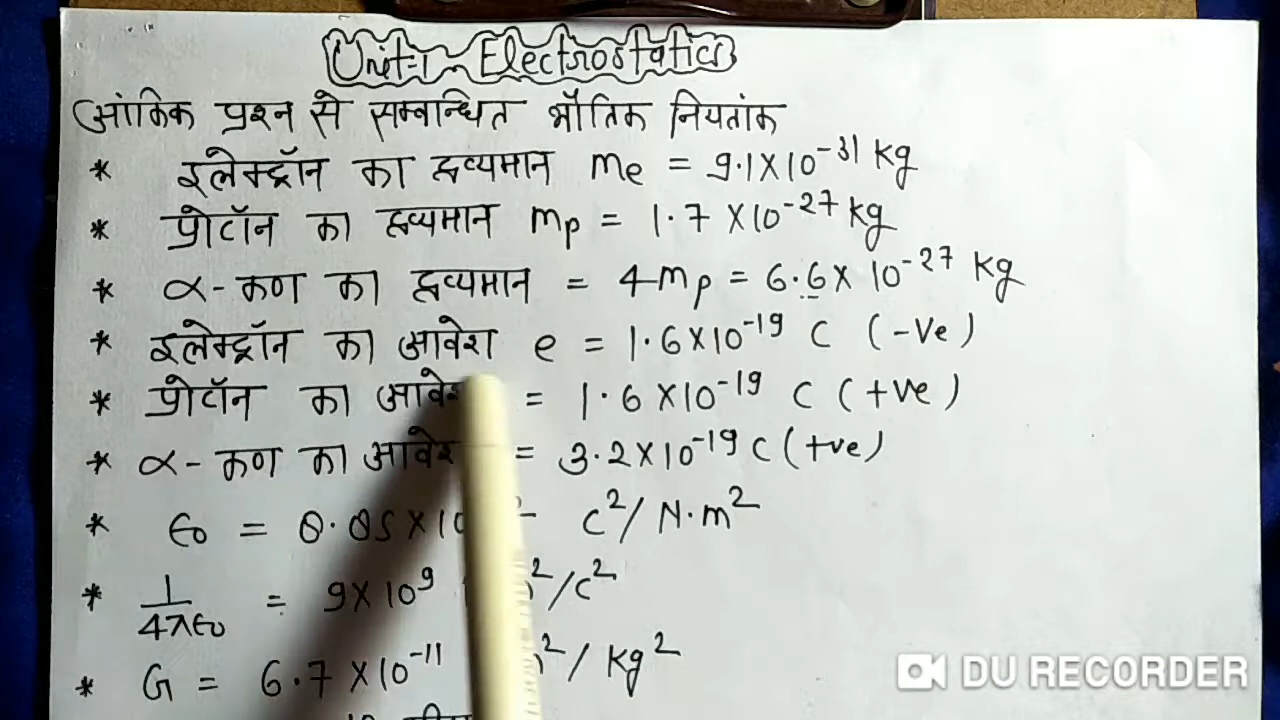 Unit-1 Electrostatics
आंकिक प्रश्न से सम्बन्धित भौतिक नियतांक
* इलेक्ट्रॉन का द्रव्यमान me = 9.1×10⁻³¹ kg
* प्रोटॉन का द्रव्यमान mp = 1.7 ×10⁻²⁷ kg
* α-कण का द्रव्यमान = 4mp = 6.6× 10⁻²⁷ kg
* इलेक्ट्रॉन का आवेश e = 1.6×10⁻¹⁹ C (-ve)
* प्रोटॉन का = 1.6 ×10⁻¹⁹ C (+ve)
* α-कण का = 3.2×10⁻¹⁹ C (+ve)
* ϵ₀ = 8.85×10 C²/ N.m²
* 1/4πϵ₀ = 9×10⁹ ²/C²
* G = 6.7 ×10⁻¹¹ ²/ Kg²
DU RECORDER